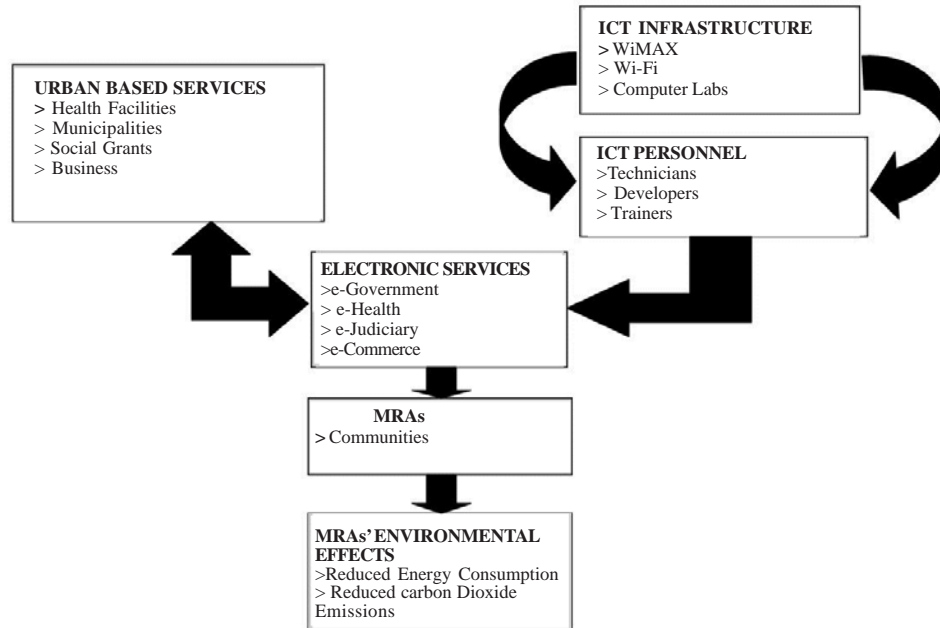 ICT INFRASTRUCTURE
> WiMAX
> Wi-Fi
> Computer Labs
URBAN BASED SERVICES
> Health Facilities
> Municipalities
> Social Grants
> Business
ICT PERSONNEL
>Technicians
> Developers
> Trainers
ELECTRONIC SERVICES
>e-Government
> e-Health
> e-Judiciary
>e-Commerce
MRAs
> Communities
MRAs’ ENVIRONMENTAL
EFFECTS
>Reduced Energy Consumption
> Reduced carbon Dioxide
Emissions